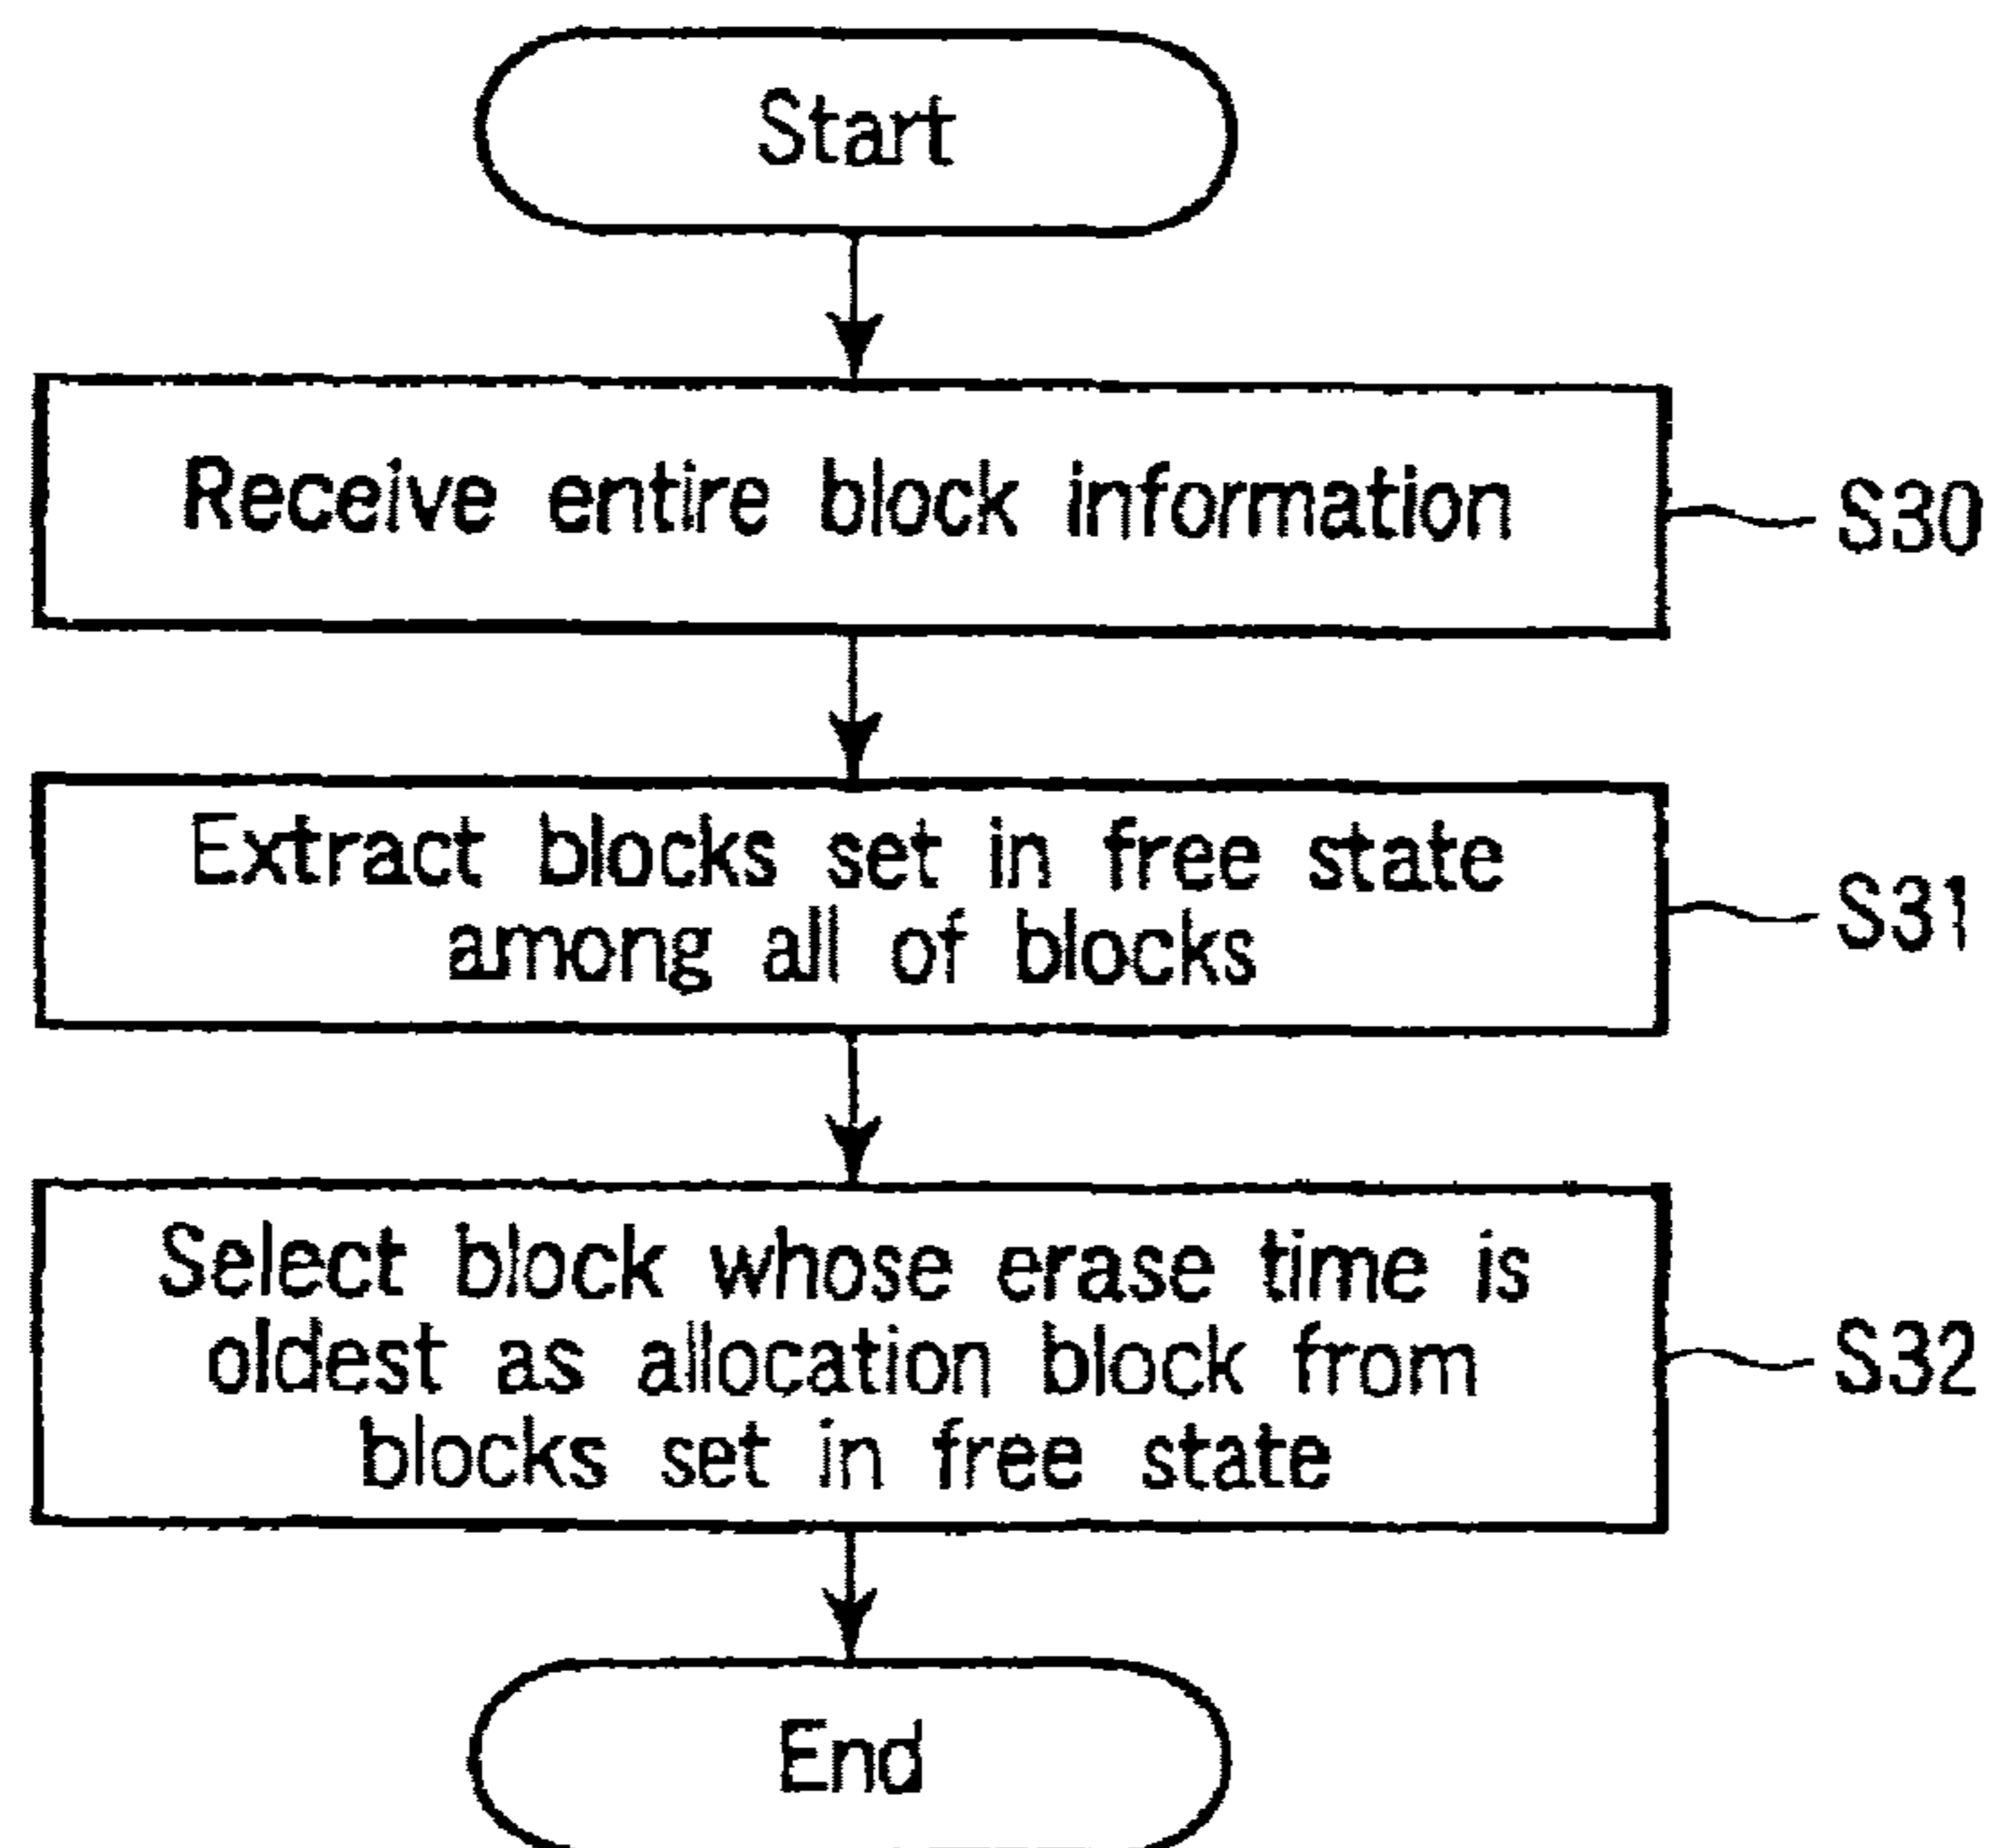 Start
Receive entire block information
S30
Extract blocks set in free state
among all of blocks
S31
Select block whose erase time is
oldest as allocation block from
blocks set in free state
S32
End